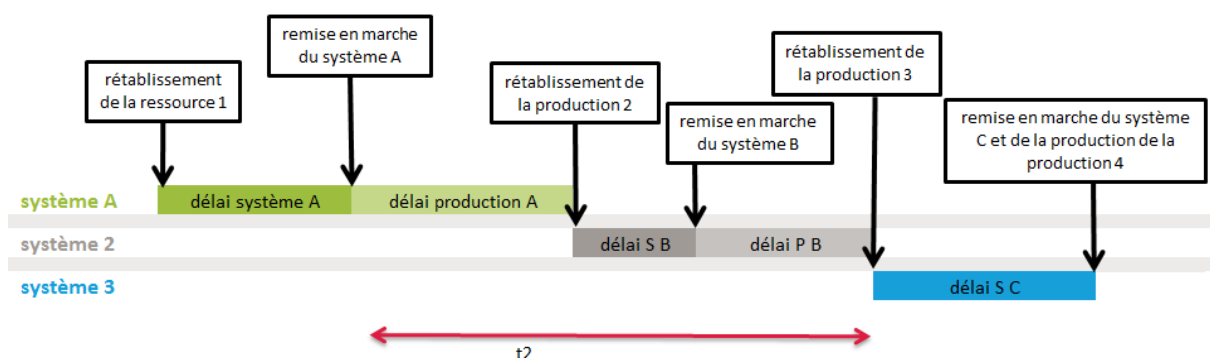 remise en marche
du système A
rétablissement de
la production 3
rétablissement
de la ressource 1
rétablissement de
la production 2
remise en marche
du système B
remise en marche du système
C et de la production de la
production 4
système A
délai système A
délai production A
système 2
délai S B
délai P B
système 3
délai S C
t2